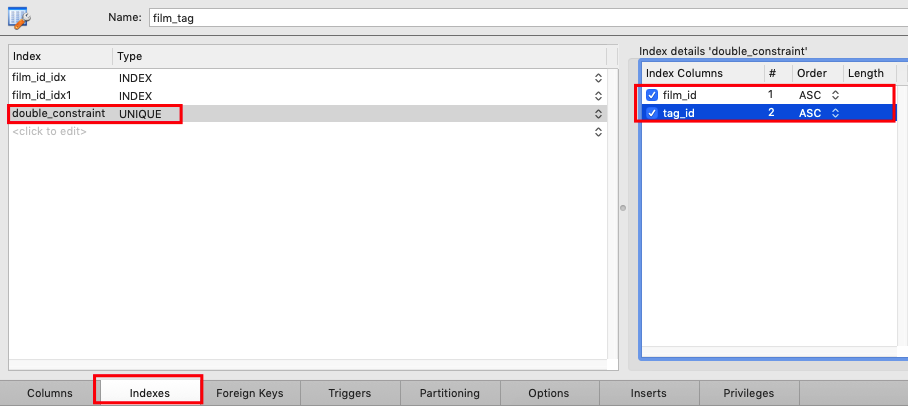 Name: film_tag
Index Type
film_id_idx INDEX
film_id_idx1 INDEX
double_constraint UNIQUE
<click to edit>
Index details 'double_constraint'
Index Columns # Order Length
film_id 1 ASC
tag_id 2 ASC
Columns Indexes Foreign Keys Triggers Partitioning Options Inserts Privileges